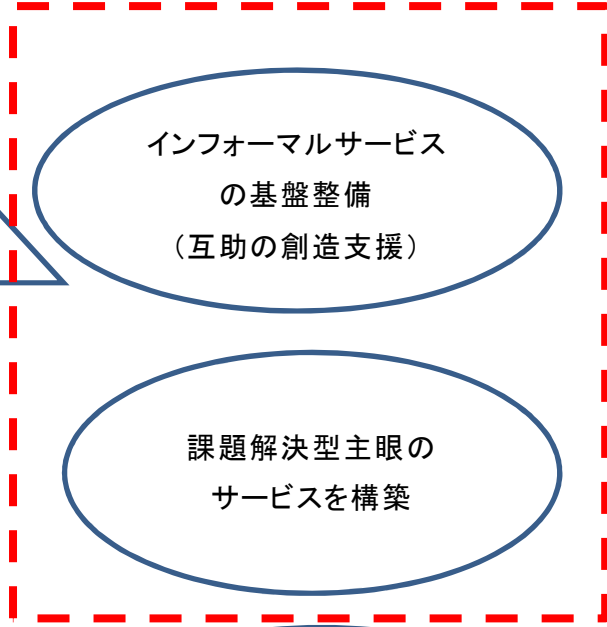 インフォーマルサービス
の基盤整備
（互助の創造支援）
課題解決型主眼の
サービスを構築